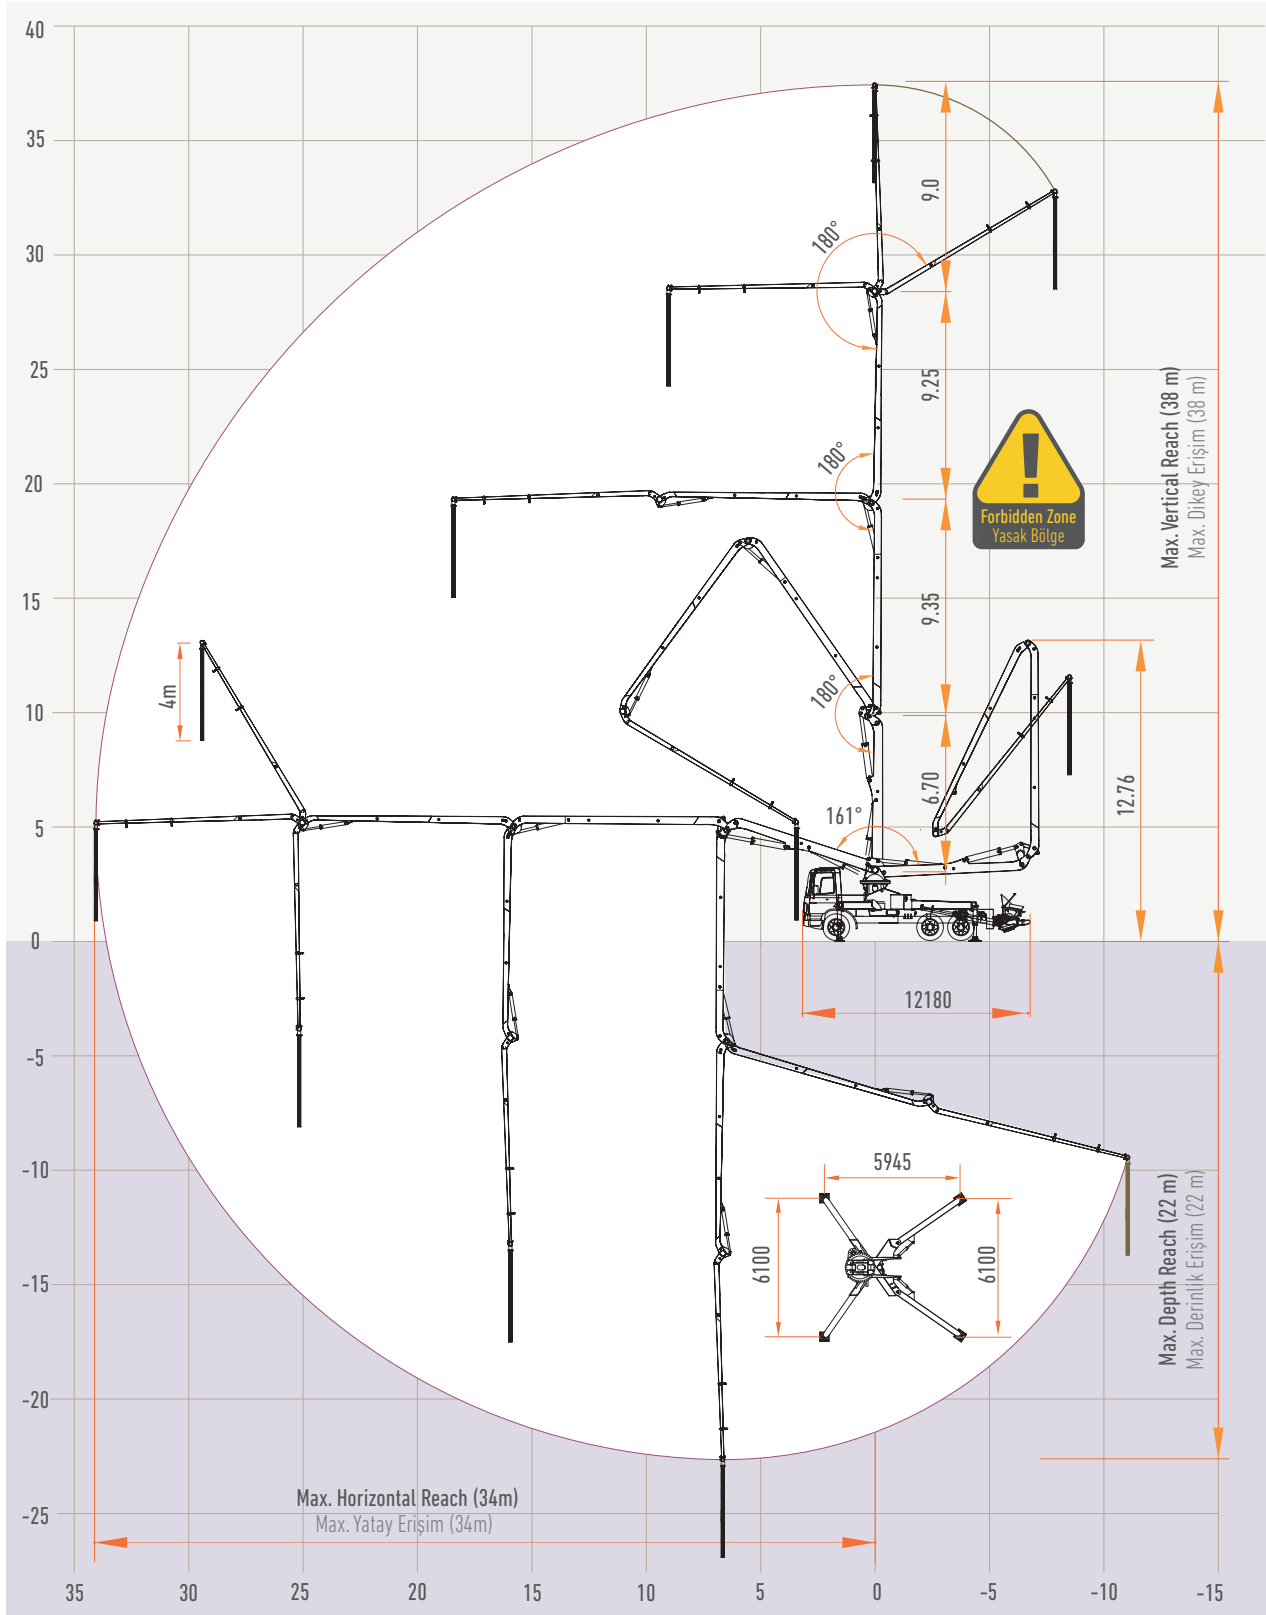 40
35
30
25
20
15
10
5
0
-5
-10
-15
-20
-25
9.0
180°
9.25
180°
9.35
180°
6.70
161°
4m
12.76
12180
Forbidden Zone
Yasak Bölge
Max. Vertical Reach (38 m)
Max. Dikey Erişim (38 m)
5945
6100
6100
Max. Depth Reach (22 m)
Max. Derinlik Erişim (22 m)
Max. Horizontal Reach (34m)
Max. Yatay Erişim (34m)
35 30 25 20 15 10 5 0 -5 -10 -15